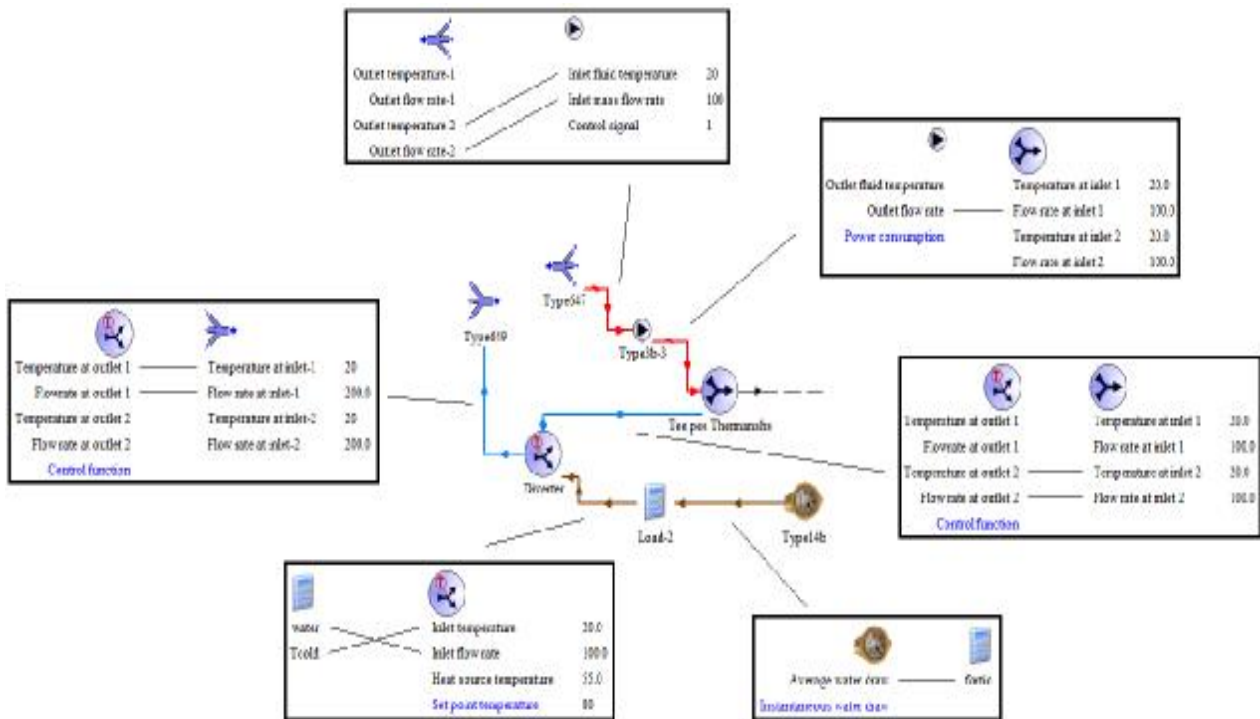 Outlet temperature-1
Outlet flow rate-1
Outlet temperature 2
Outlet flow rate-2
Inlet fluid temperature 20
Inlet mass flow rate 100
Control signal 1
Outlet fluid temperature
Outlet flow rate
Power consumption
Temperature at inlet 1 20.0
Flow rate at inlet 1 100.0
Temperature at inlet 2 20.0
Flow rate at inlet 2 100.0
Type647
Type649
Type3b-3
Temperature at outlet 1 Temperature at inlet-1 20
Flowrate at outlet 1 Flow rate at inlet-1 200.0
Temperature at outlet 2 Temperature at inlet-2 20
Flow rate at outlet 2 Flow rate at inlet-2 200.0
Control function
Tee pos
Diverter
Load-2
Type14b
Temperature at outlet 1 Temperature at inlet 1 20.0
Flowrate at outlet 1 Flow rate at inlet 1 100.0
Temperature at outlet 2 Temperature at inlet 2 20.0
Flow rate at outlet 2 Flow rate at inlet 2 100.0
Control function
water
Tcold
Inlet temperature 20.0
Inlet flow rate 100.0
Heat source temperature 55.0
Set point temperature
Average water draw
Instantaneous water draw